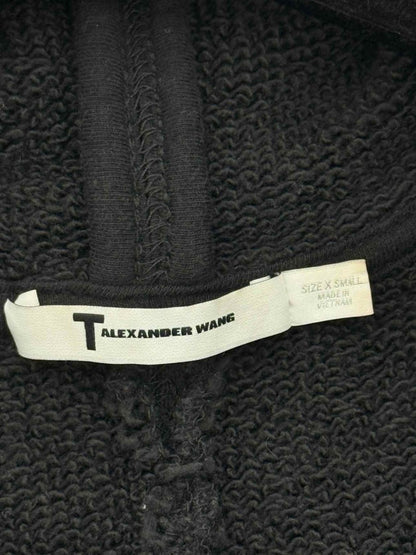 T ALEXANDER WANG
SIZE X SMALL
MADE IN
VIETNAM